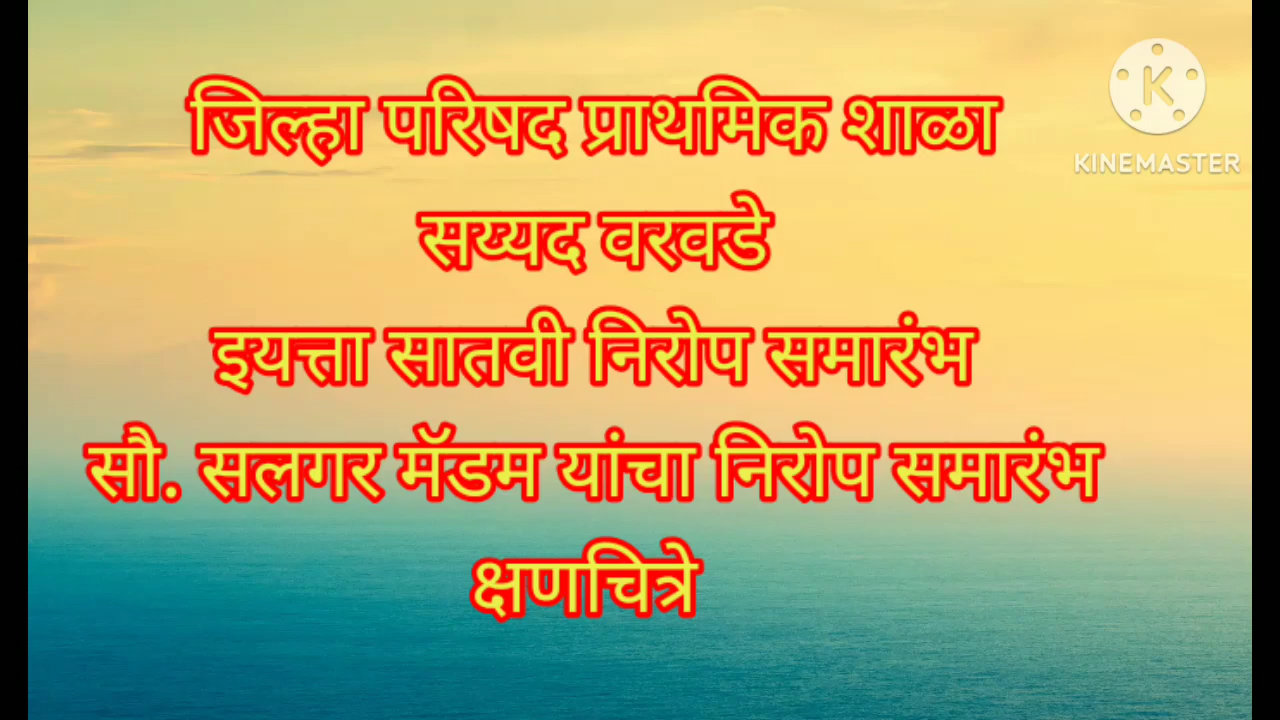 जिल्हा परिषद प्राथमिक शाळा
सय्यद वरवडे
इयत्ता सातवी निरोप समारंभ
सौ. सलगर मॅडम यांचा निरोप समारंभ
क्षणचित्रे
K
KINEMASTER